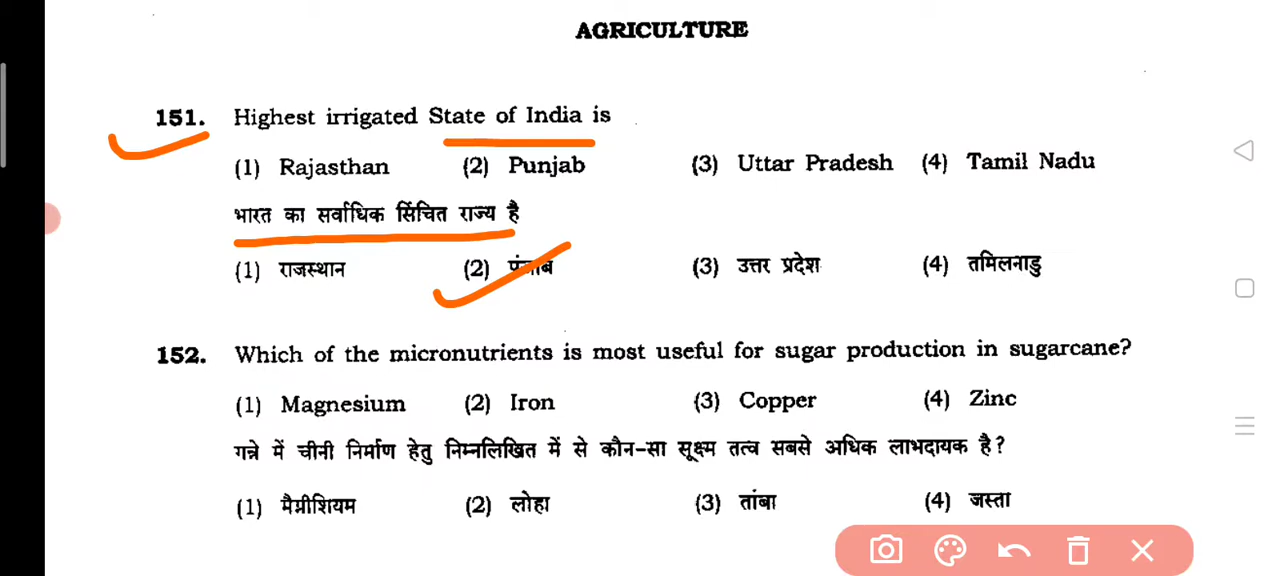 AGRICULTURE
151. Highest irrigated State of India is
(1) Rajasthan (2) Punjab (3) Uttar Pradesh (4) Tamil Nadu
भारत का सर्वाधिक सिंचित राज्य है
(1) राजस्थान (2) पंजाब (3) उत्तर प्रदेश (4) तमिलनाडु
152. Which of the micronutrients is most useful for sugar production in sugarcane?
(1) Magnesium (2) Iron (3) Copper (4) Zinc
गन्ने में चीनी निर्माण हेतु निम्नलिखित में से कौन-सा सूक्ष्म तत्व सबसे अधिक लाभदायक है?
(1) मैग्नीशियम (2) लोहा (3) तांबा (4) जस्ता